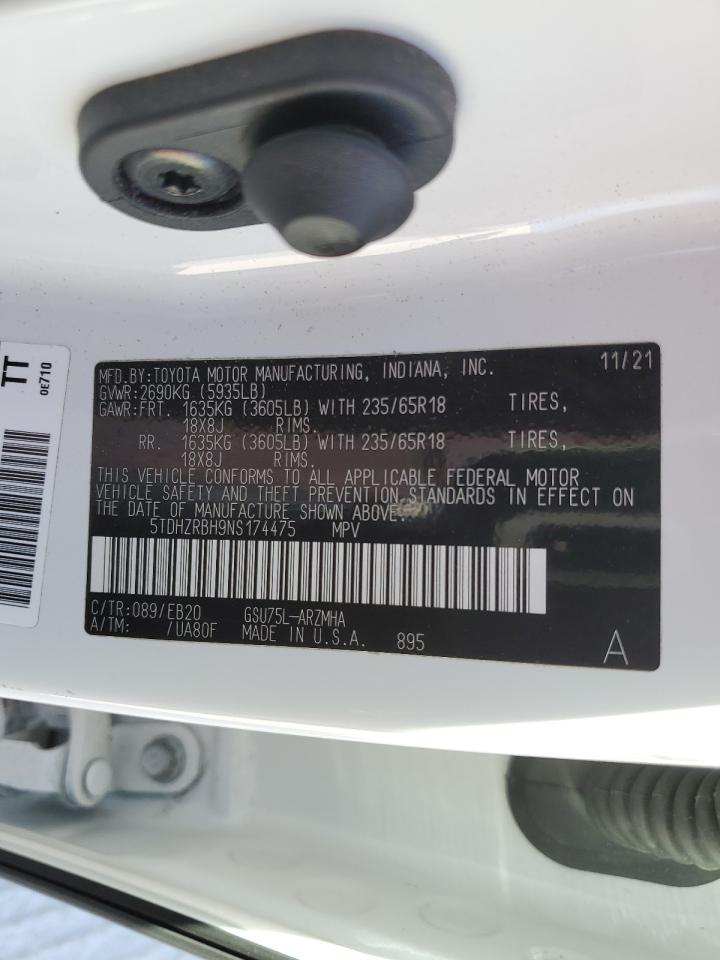 MFD.BY:TOYOTA MOTOR MANUFACTURING, INDIANA, INC. 11/21
GVWR:2690KG (5935LB)
GAWR:FRT. 1635KG (3605LB) WITH 235/65R18 TIRES,
18X8J RIMS.
RR. 1635KG (3605LB) WITH 235/65R18 TIRES,
18X8J RIMS.
THIS VEHICLE CONFORMS TO ALL APPLICABLE FEDERAL MOTOR
VEHICLE SAFETY AND THEFT PREVENTION STANDARDS IN EFFECT ON
THE DATE OF MANUFACTURE SHOWN ABOVE.
5TDHZRBH9NS174475 MPV
C/TR:089/EB20 GSU75L-ARZMHA
A/TM: /UA80F MADE IN U.S.A. 895 A
TT
0E710